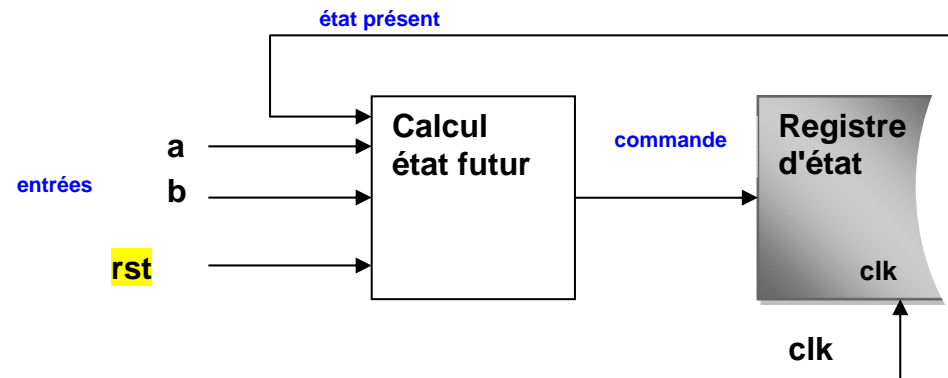 état présent
Calcul
état futur
commande
Registre
d'état
a
entrées
b
rst
clk
clk